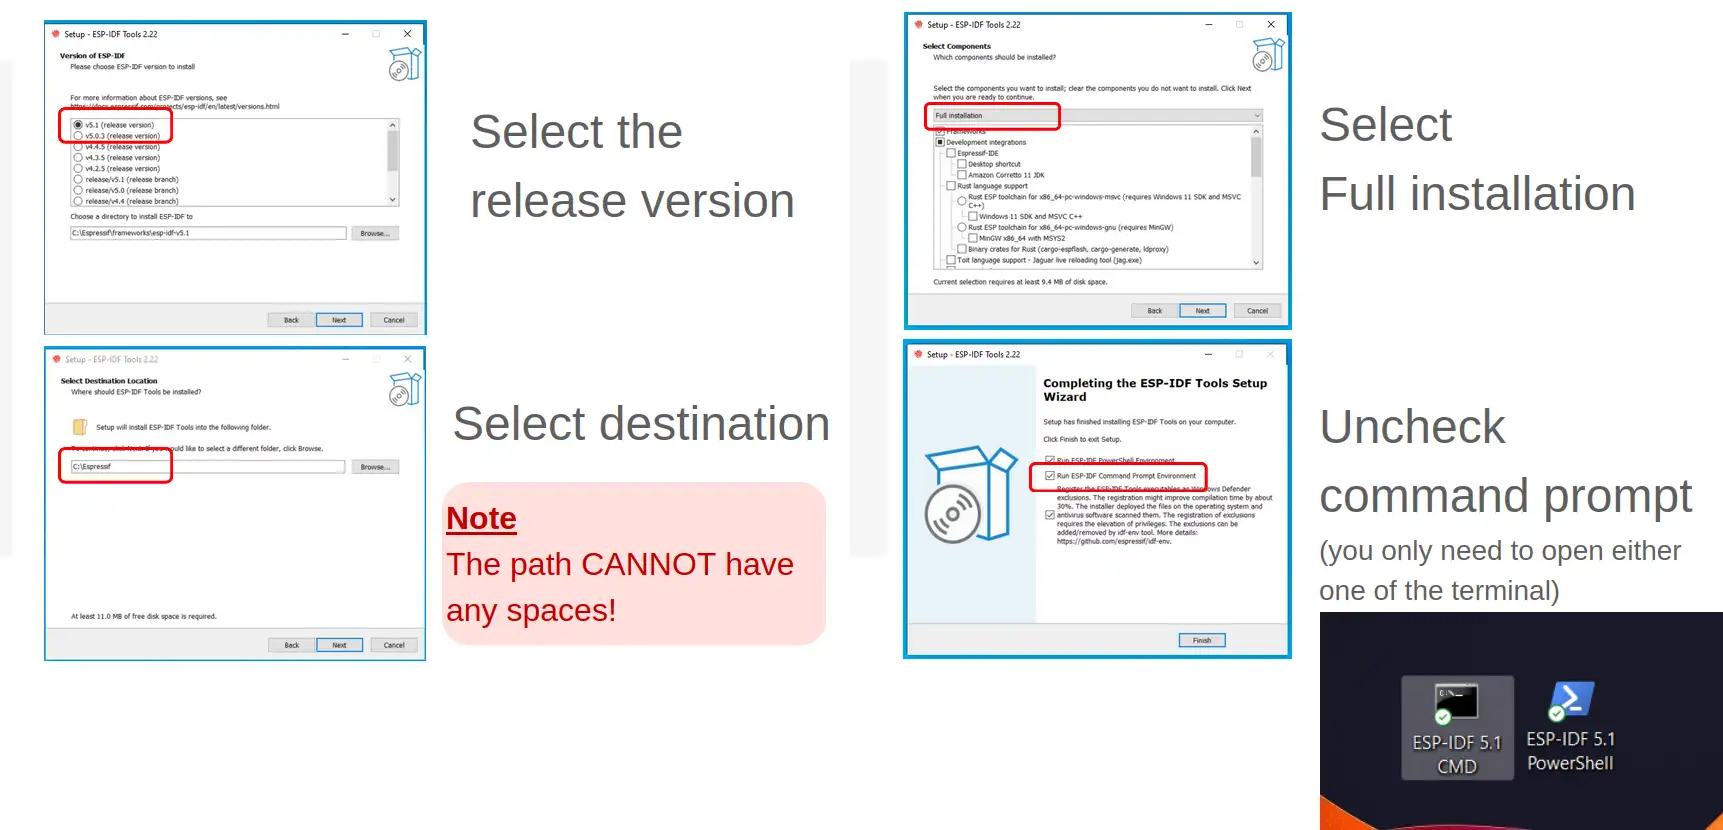 Setup - ESP-IDF Tools 2.22
Version of ESP-IDF
Please choose ESP-IDF version to install
For more information about ESP-IDF versions, see
https://docs.espressif.com/projects/esp-idf/en/latest/versions.html
v5.1 (release version)
v5.0.3 (release version)
v4.4.5 (release version)
v4.3.5 (release version)
v4.2.5 (release version)
release/v5.1 (release branch)
release/v5.0 (release branch)
release/v4.4 (release branch)
Choose a directory to install ESP-IDF to
C:\Espressif\frameworks\esp-idf-v5.1
Browse...
Back
Next
Cancel
Select the
release version
Setup - ESP-IDF Tools 2.22
Select Destination Location
Where should ESP-IDF Tools be installed?
Setup will install ESP-IDF Tools into the following folder.
To continue, click Next. If you would like to select a different folder, click Browse.
C:\Espressif
Browse...
At least 11.0 MB of free disk space is required.
Back
Next
Cancel
Select destination
Note
The path CANNOT have
any spaces!
Setup - ESP-IDF Tools 2.22
Select Components
Which components should be installed?
Select the components you want to install; clear the components you do not want to install. Click Next
when you are ready to continue.
Full installation
Frameworks
Development integrations
Espressif-IDE
Desktop shortcut
Amazon Corretto 11 JDK
Rust language support
Rust ESP toolchain for x86_64-pc-windows-msvc (requires Windows 11 SDK and MSVC
C++)
Windows 11 SDK and MSVC C++
Rust ESP toolchain for x86_64-pc-windows-gnu (requires MinGW)
MinGW x86_64 with MSYS2
Binary crates for Rust (cargo-espflash, cargo-generate, ldproxy)
Toit language support - Jaguar live reloading tool (jag.exe)
Current selection requires at least 9.4 MB of disk space.
Back
Next
Cancel
Select
Full installation
Setup - ESP-IDF Tools 2.22
Completing the ESP-IDF Tools Setup
Wizard
Setup has finished installing ESP-IDF Tools on your computer.
Click Finish to exit Setup.
Run ESP-IDF PowerShell Environment
Run ESP-IDF Command Prompt Environment
Register the ESP-IDF Tools executables as Windows Defender
exclusions. The registration might improve compilation time by about
30%. The installer deployed the files on the operating system and
antivirus software scanned them. The registration of exclusions
requires the elevation of privileges. The exclusions can be
added/removed by idf-env tool. More details:
https://github.com/espressif/idf-env.
Finish
Uncheck
command prompt
(you only need to open either
one of the terminal)
ESP-IDF 5.1
CMD
ESP-IDF 5.1
PowerShell